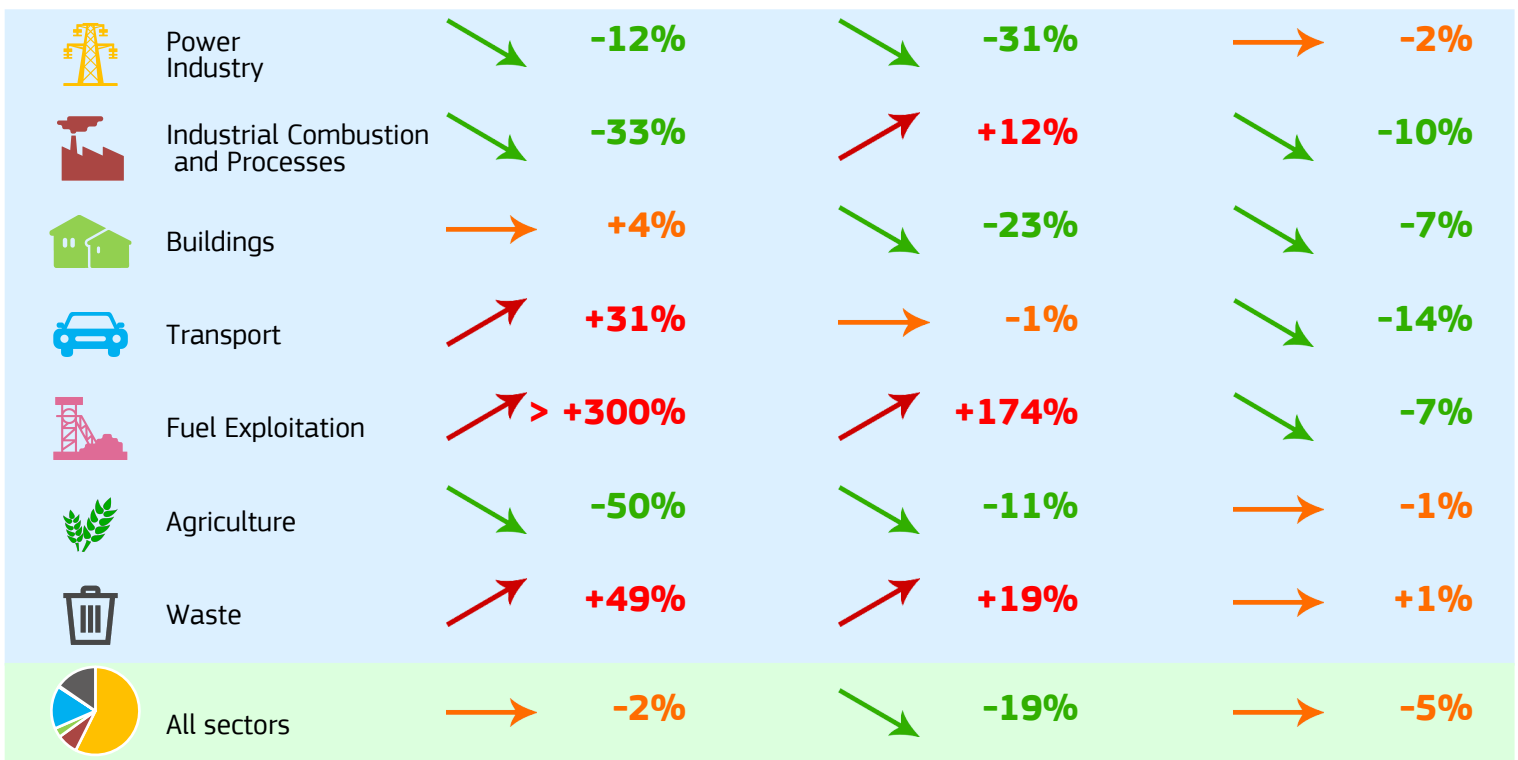 Power
Industry
-12%
-31%
-2%
Industrial Combustion
and Processes
-33%
+12%
-10%
Buildings
+4%
-23%
-7%
Transport
+31%
-1%
-14%
Fuel Exploitation
> +300%
+174%
-7%
Agriculture
-50%
-11%
-1%
Waste
+49%
+19%
+1%
All sectors
-2%
-19%
-5%